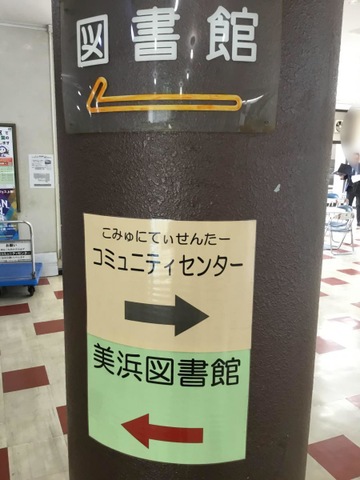 図書館
こみゅにてぃせんたー
コミュニティセンター
美浜図書館